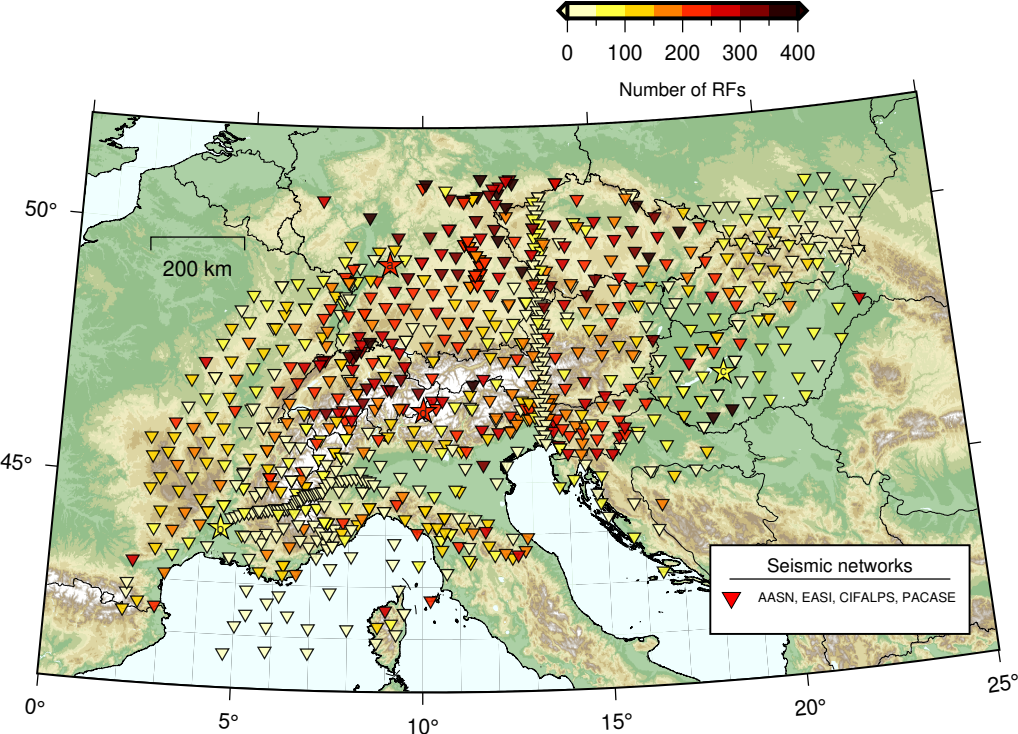 0 100 200 300 400
Number of RFs
50°
200 km
45°
Seismic networks
AASN, EASI, CIFALPS, PACASE
0° 5° 10° 15° 20° 25°